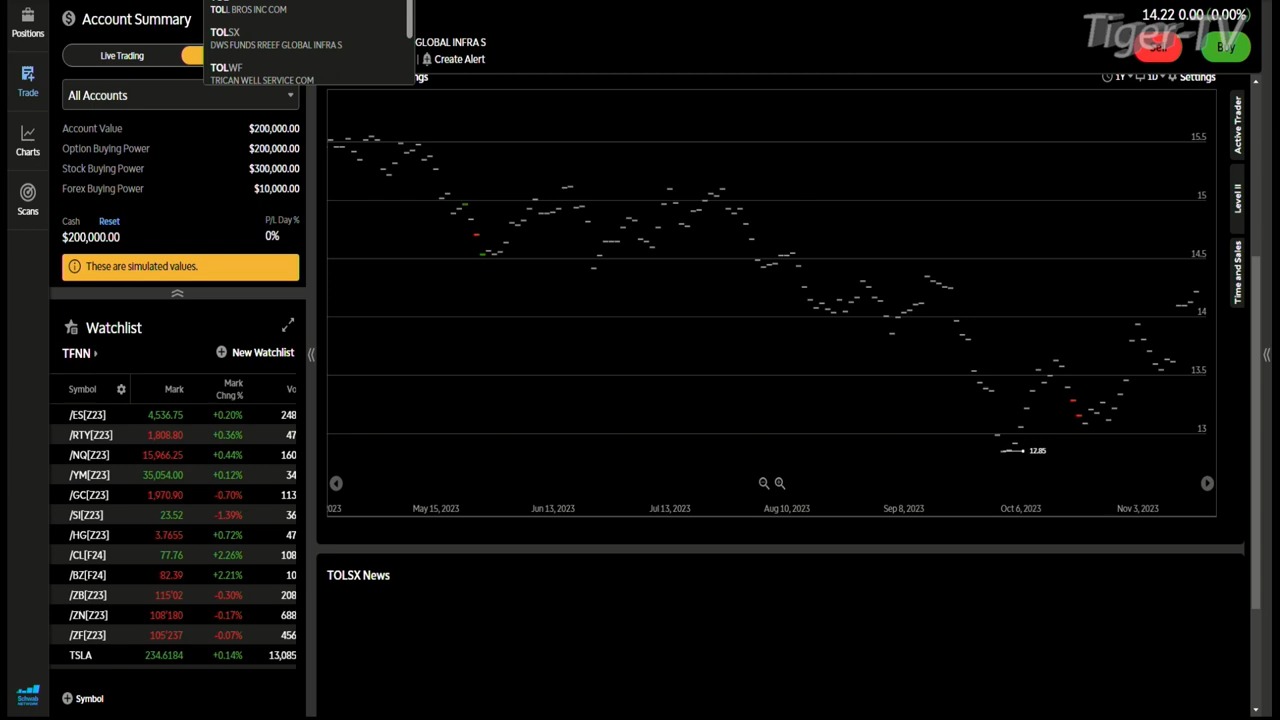 Positions
Trade
Charts
Scans
Schwab
NETWORK
Account Summary
Live Trading
All Accounts
Account Value $200,000.00
Option Buying Power $200,000.00
Stock Buying Power $300,000.00
Forex Buying Power $10,000.00
Cash Reset P/L Day %
$200,000.00 0%
These are simulated values.
Watchlist
TFNN New Watchlist
Symbol Mark Mark Chng % Vo
/ES[Z23] 4,536.75 +0.20% 248
/RTY[Z23] 1,808.80 +0.36% 47
/NQ[Z23] 15,966.25 +0.44% 160
/YM[Z23] 35,054.00 +0.12% 34
/GC[Z23] 1,970.90 -0.70% 113
/SI[Z23] 23.52 -1.39% 36
/HG[Z23] 3.7655 +0.72% 47
/CL[F24] 77.76 +2.26% 108
/BZ[F24] 82.39 +2.21% 10
/ZB[Z23] 115'02 -0.30% 208
/ZN[Z23] 108'180 -0.17% 688
/ZF[Z23] 105'237 -0.07% 456
TSLA 234.6184 +0.14% 13,085
Symbol
TOLL BROS INC COM
TOLSX
DWS FUNDS RREEF GLOBAL INFRA S
TOLWF
TRICAN WELL SERVICE COM
GLOBAL INFRA S
Create Alert
ngs
14.22 0.00 (0.00%)
Tiger-TV
Sell
Buy
1Y 1D Settings
15.5
15
14.5
14
13.5
13
12.85
023 May 15, 2023 Jun 13, 2023 Jul 13, 2023 Aug 10, 2023 Sep 8, 2023 Oct 6, 2023 Nov 3, 2023
TOLSX News
Active Trader
Level II
Time and Sales